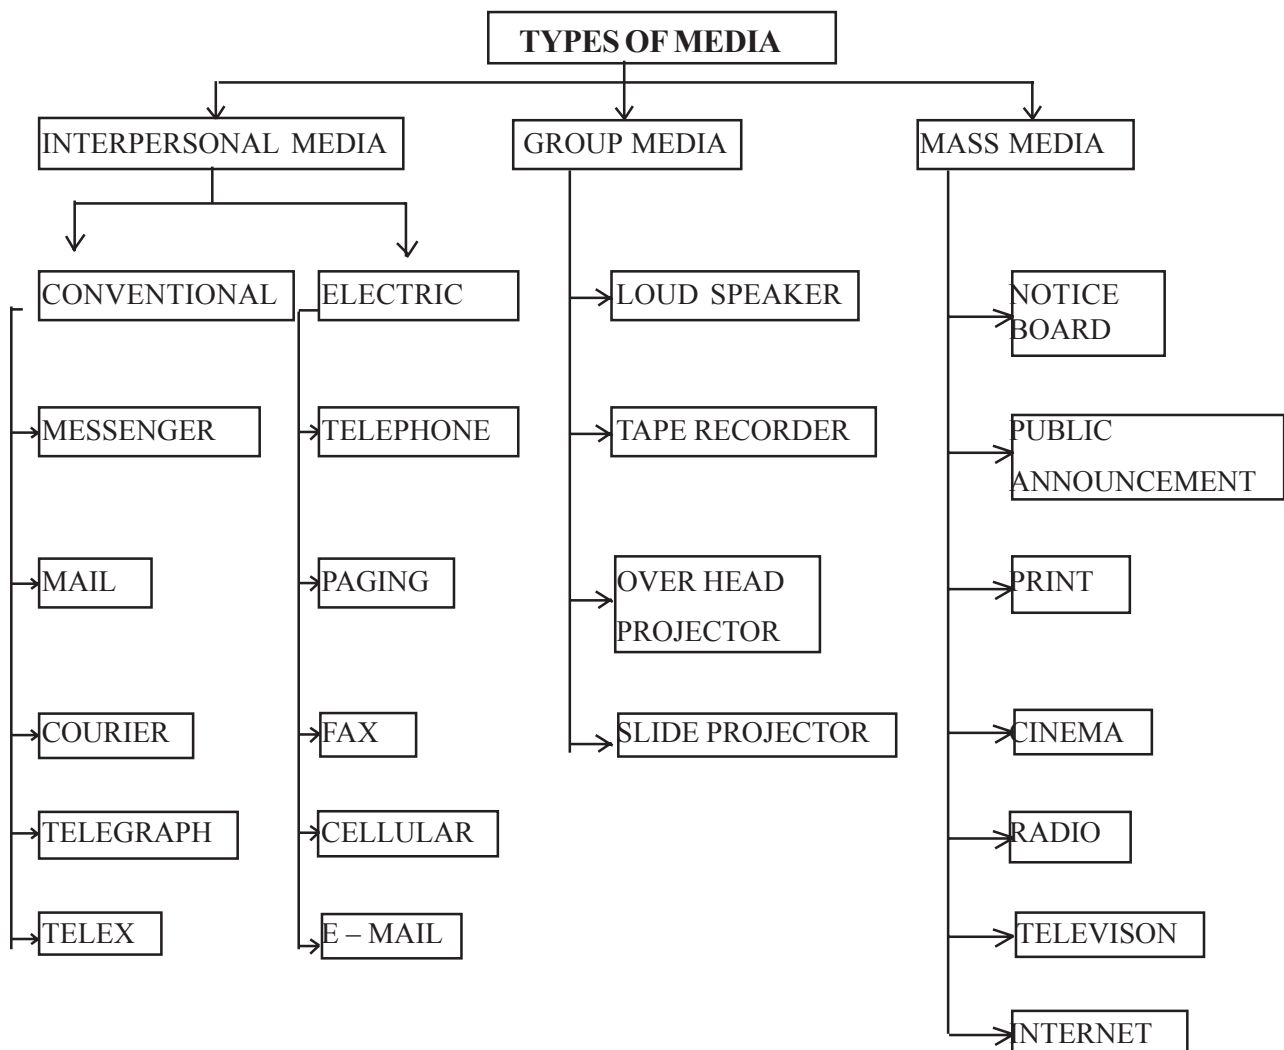 TYPES OF MEDIA
INTERPERSONAL MEDIA
GROUP MEDIA
MASS MEDIA
CONVENTIONAL
ELECTRIC
LOUD SPEAKER
NOTICE
BOARD
MESSENGER
TELEPHONE
TAPE RECORDER
PUBLIC
ANNOUNCEMENT
MAIL
PAGING
OVER HEAD
PROJECTOR
PRINT
COURIER
FAX
SLIDE PROJECTOR
CINEMA
TELEGRAPH
CELLULAR
RADIO
TELEX
E – MAIL
TELEVISON
INTERNET